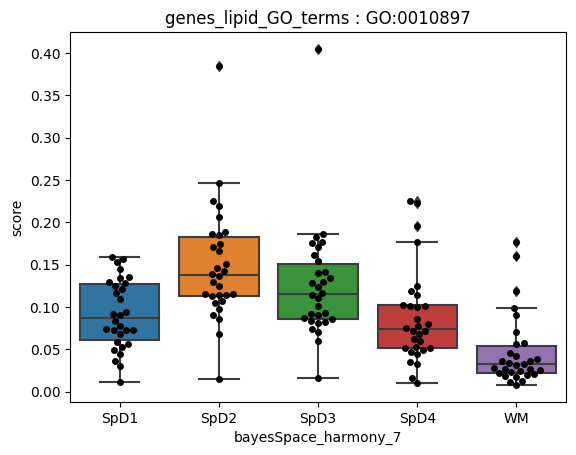 genes_lipid_GO_terms : GO:0010897
0.40
0.35
0.30
0.25
0.20
0.15
0.10
0.05
0.00
score
SpD1 SpD2 SpD3 SpD4 WM
bayesSpace_harmony_7